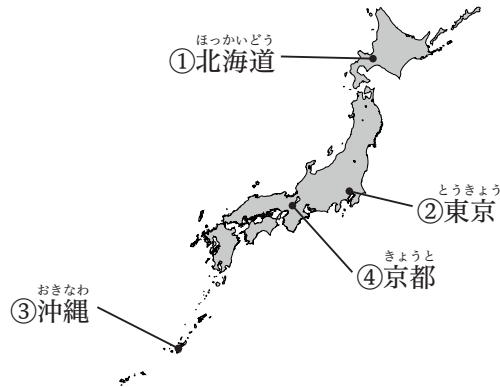 ほっかいどう
①北海道
とうきょう
②東京
きょうと
④京都
おきなわ
③沖縄